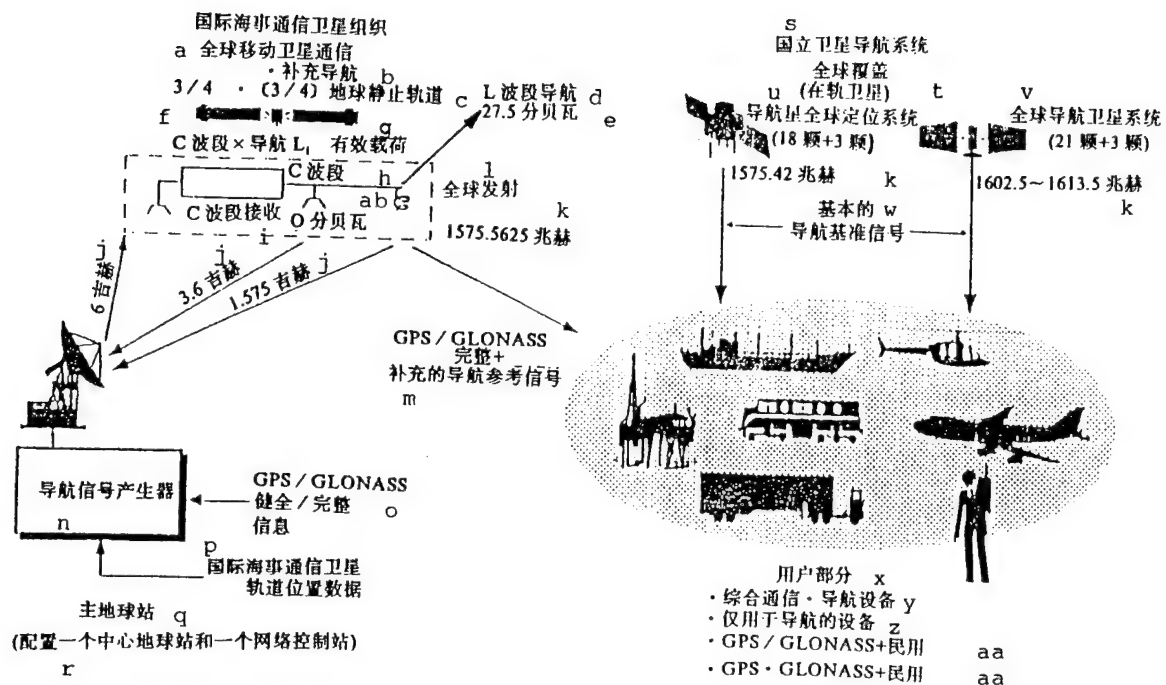 国际海事通信卫星组织
a 全球移动卫星通信
·补充导航 b
3/4 · (3/4) 地球静止轨道 c
f
g
C 波段×导航 L₁ 有效载荷
L 波段导航 d
27.5 分贝瓦 e
C 波段 h
ab
C 波段接收 i
O 分贝瓦
l
全球发射
k
1575.5625 兆赫
j
6 吉赫
j
3.6 吉赫
j
1.575 吉赫
GPS/GLONASS
完整+
补充的导航参考信号
m
导航信号产生器
n
GPS/GLONASS
健全/完整 o
信息
p
国际海事通信卫星
轨道位置数据
主地球站 q
(配置一个中心地球站和一个网络控制站)
r
s
国立卫星导航系统
全球覆盖
u (在轨卫星) t v
导航星全球定位系统
(18 颗+3 颗)
全球导航卫星系统
(21 颗+3 颗)
1575.42 兆赫 k
1602.5~1613.5 兆赫
k
基本的 w
导航基准信号
用户部分 x
·综合通信·导航设备 y
·仅用于导航的设备 z
·GPS/GLONASS+民用 aa
·GPS·GLONASS+民用 aa